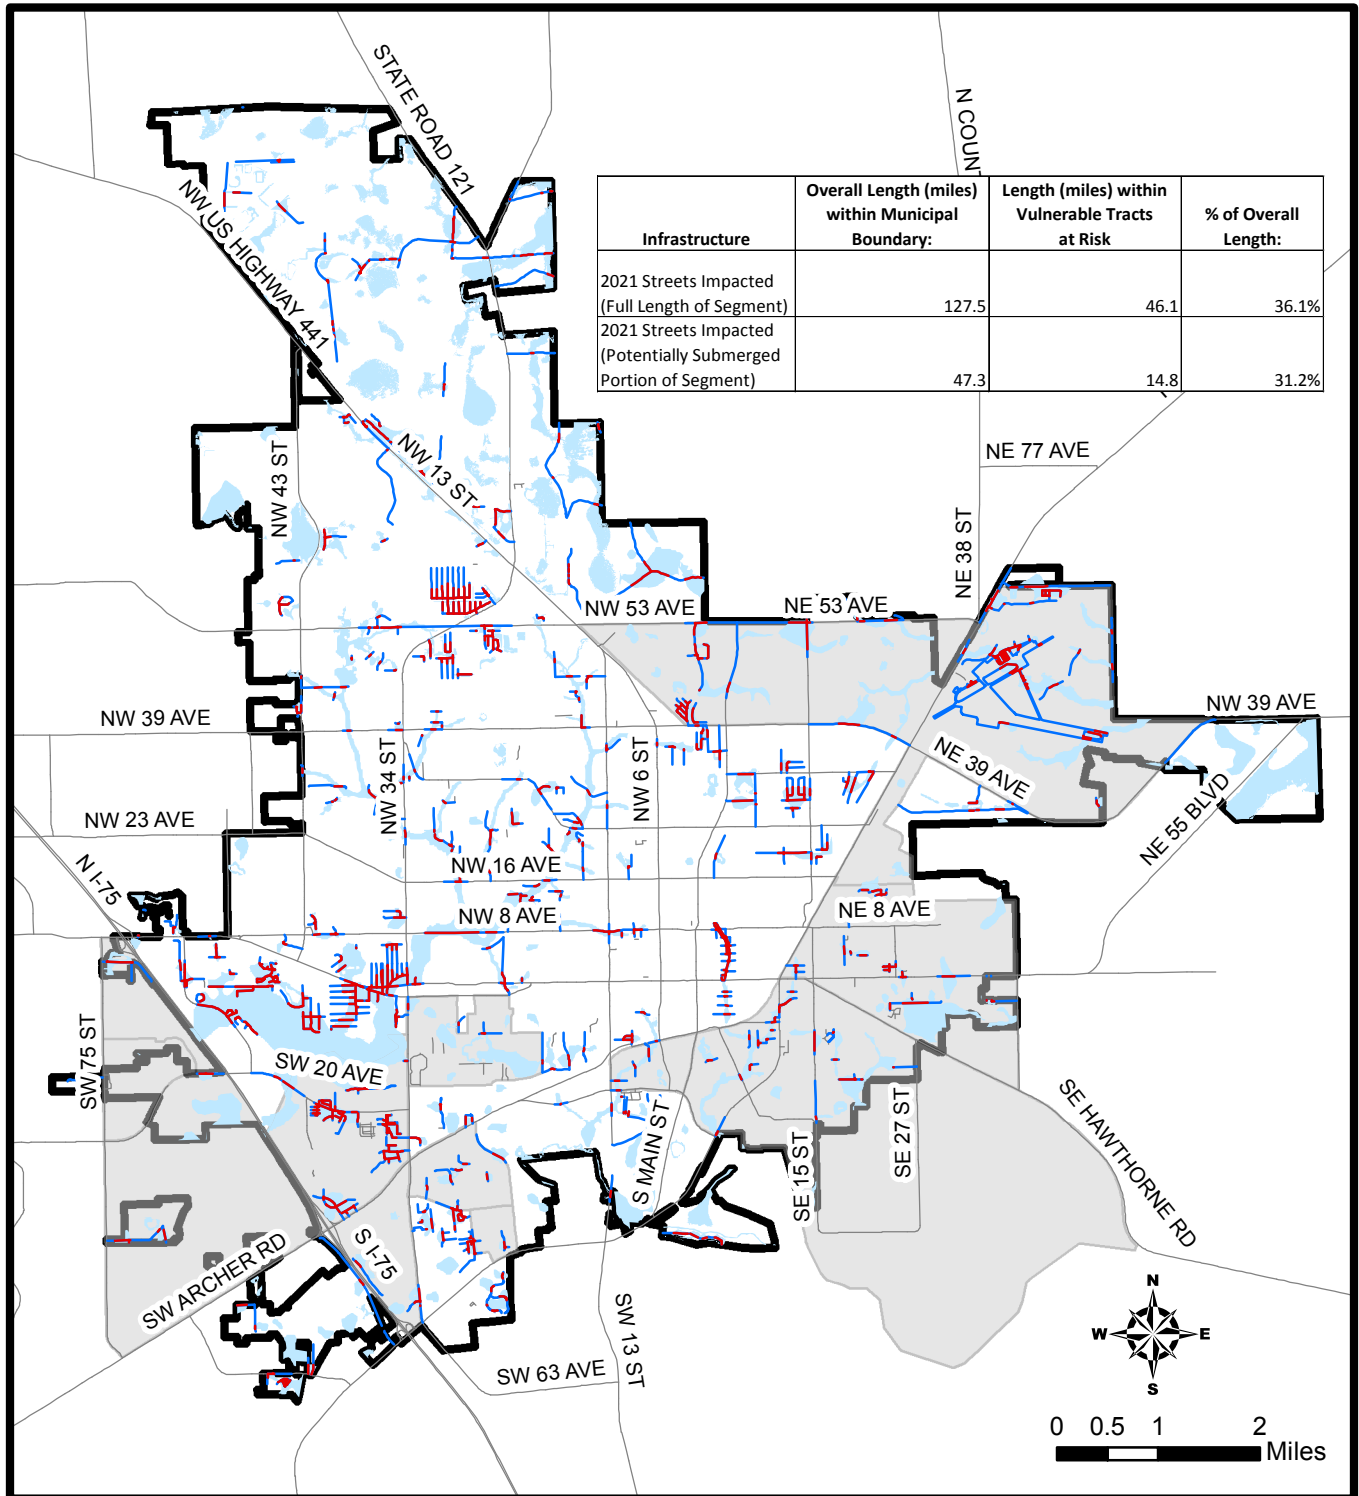 STATE ROAD 121
N COUN
Overall Length (miles) within Municipal Boundary:
Length (miles) within Vulnerable Tracts at Risk
% of Overall Length:
Infrastructure
2021 Streets Impacted (Full Length of Segment) 127.5 46.1 36.1%
2021 Streets Impacted (Potentially Submerged Portion of Segment) 47.3 14.8 31.2%
NW US HIGHWAY 441
NW 13 ST
NW 43 ST
NE 77 AVE
NE 38 ST
NW 53 AVE
NE 53 AVE
NW 39 AVE
NW 39 AVE
NW 34 ST
NW 6 ST
NE 39 AVE
NW 23 AVE
NE 55 BLVD
N I-75
NW 16 AVE
NW 8 AVE
NE 8 AVE
SW 75 ST
SW 20 AVE
S MAIN ST
SE 15 ST
SE 27 ST
SE HAWTHORNE RD
SW ARCHER RD
S I-75
SW 13 ST
SW 63 AVE
N
W E
S
0 0.5 1 2
Miles